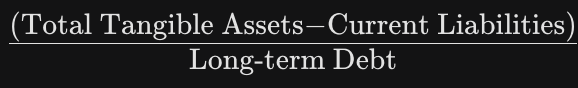 (Total Tangible Assets−Current Liabilities)
Long-term Debt